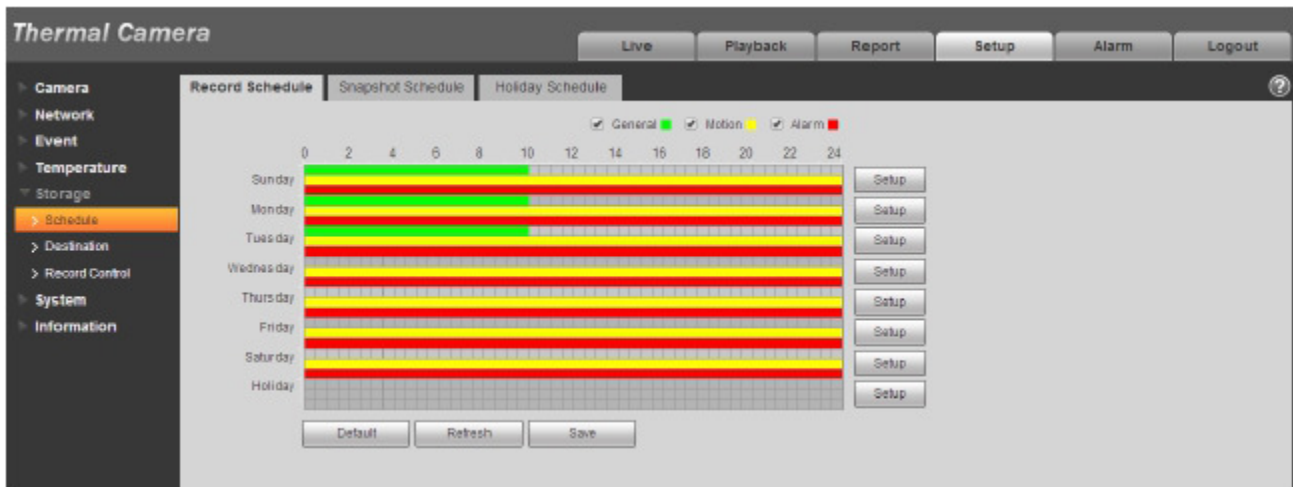 Thermal Camera
Live Playback Report Setup Alarm Logout
Camera
Network
Event
Temperature
Storage
Schedule
Destination
Record Control
System
Information
Record Schedule Snapshot Schedule Holiday Schedule ?
General Motion Alarm
0 2 4 6 8 10 12 14 16 18 20 22 24
Sunday Setup
Monday Setup
Tuesday Setup
Wednesday Setup
Thursday Setup
Friday Setup
Saturday Setup
Holiday Setup
Default Refresh Save